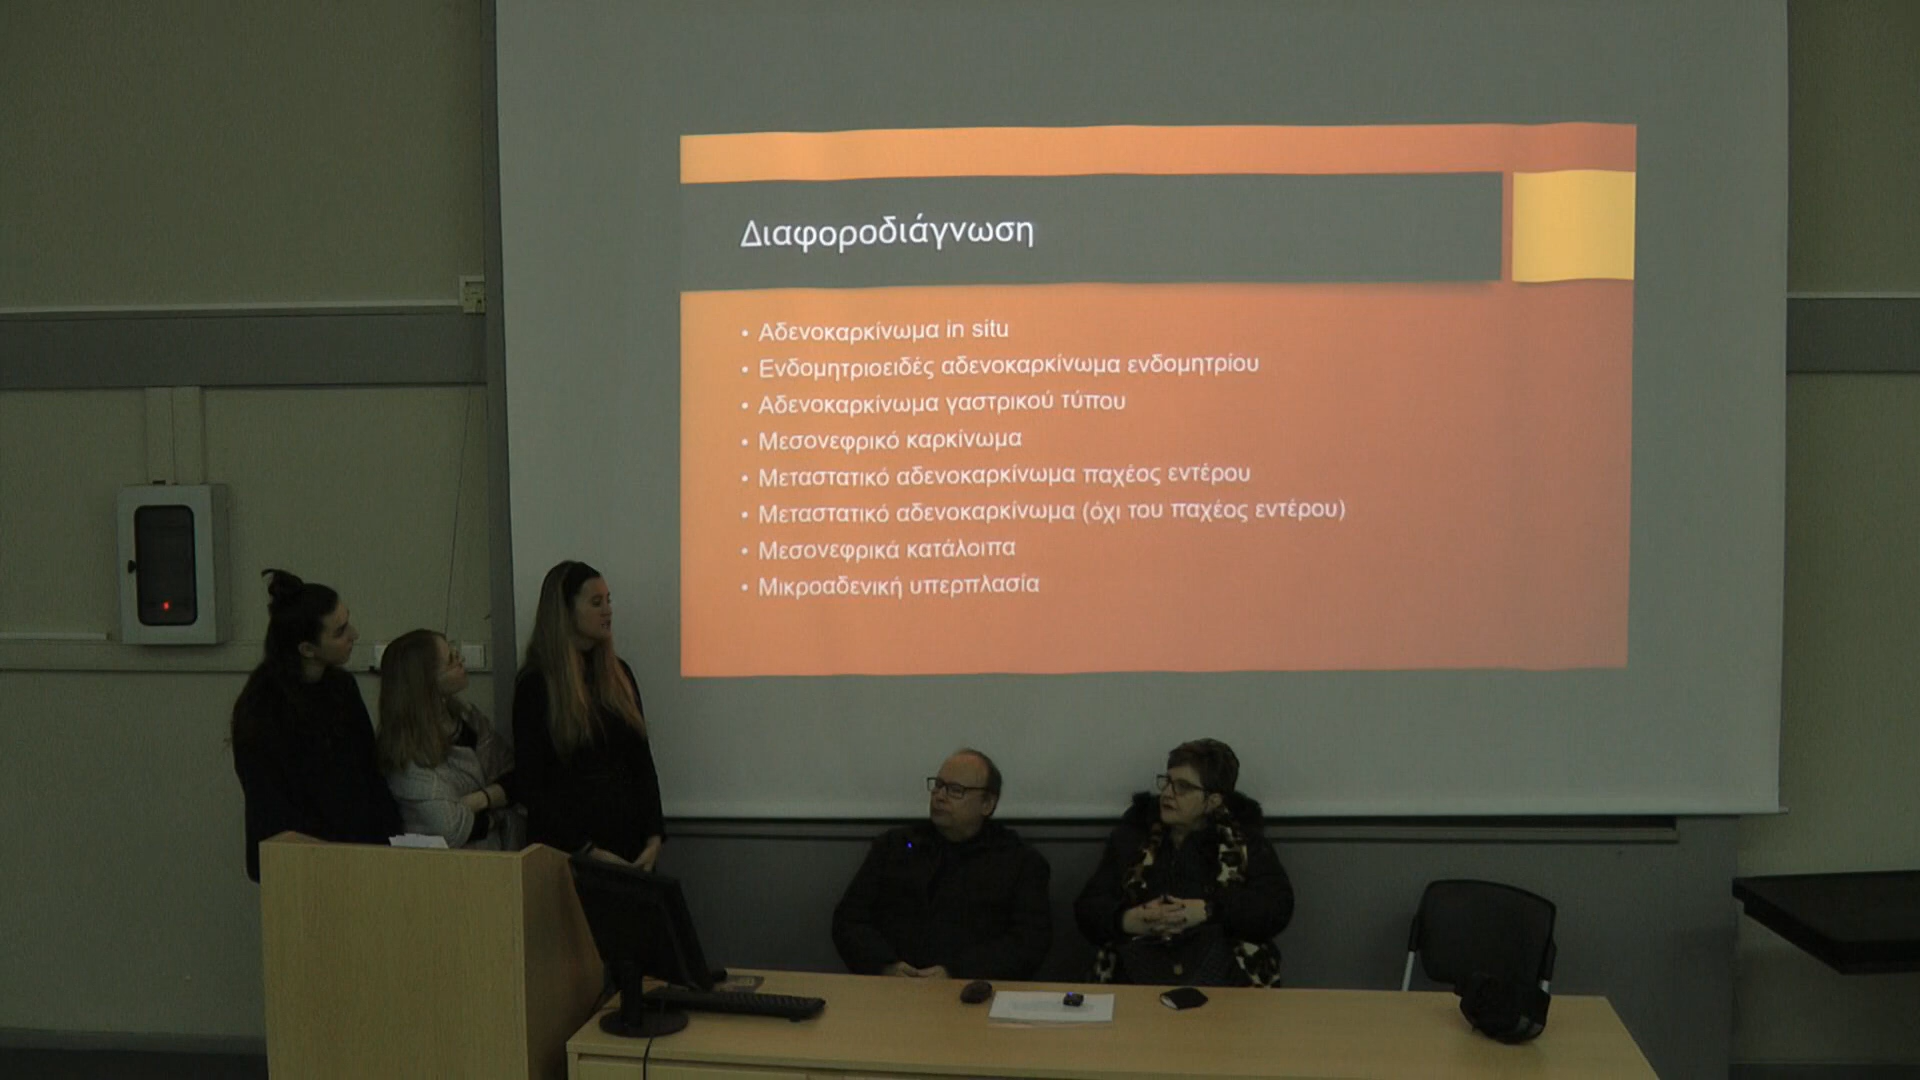 Διαφοροδιάγνωση
• Αδενοκαρκίνωμα in situ
• Ενδομητριοειδές αδενοκαρκίνωμα ενδομητρίου
• Αδενοκαρκίνωμα γαστρικού τύπου
• Μεσονεφρικό καρκίνωμα
• Μεταστατικό αδενοκαρκίνωμα παχέος εντέρου
• Μεταστατικό αδενοκαρκίνωμα (όχι του παχέος εντέρου)
• Μεσονεφρικά κατάλοιπα
• Μικροαδενική υπερπλασία